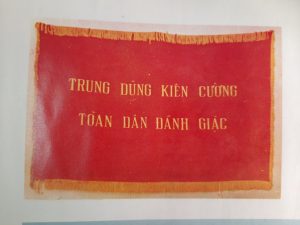 TRUNG DŨNG KIÊN CƯỜNG
TOÀN DÂN ĐÁNH GIẶC